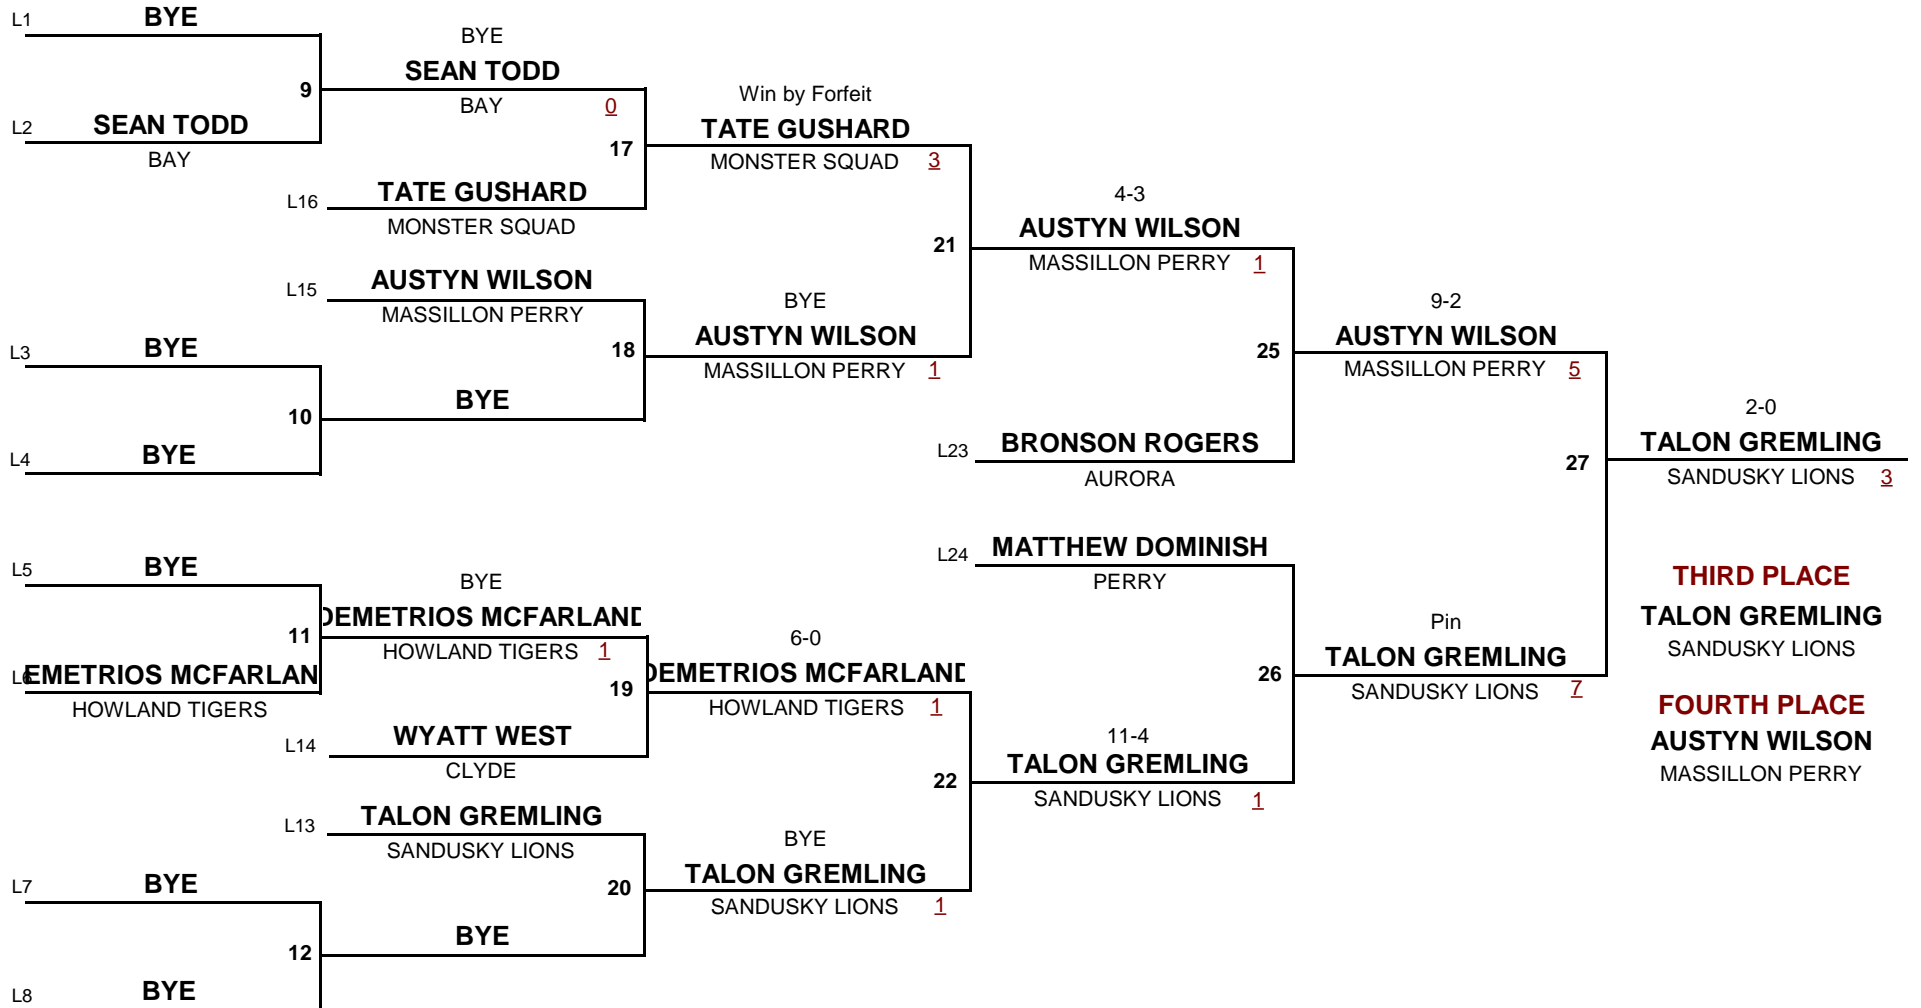 L1 BYE
9
L2 SEAN TODD
BAY
BYE
SEAN TODD
BAY 0
17
L16 TATE GUSHARD
MONSTER SQUAD
Win by Forfeit
TATE GUSHARD
MONSTER SQUAD 3
21
L15 AUSTYN WILSON
MASSILLON PERRY
18
L3 BYE
10
L4 BYE
BYE
BYE
AUSTYN WILSON
MASSILLON PERRY 1
4-3
AUSTYN WILSON
MASSILLON PERRY 1
25
L23 BRONSON ROGERS
AURORA
9-2
AUSTYN WILSON
MASSILLON PERRY 5
27
L5 BYE
11
L6 EMETRIOS MCFARLAN
HOWLAND TIGERS
BYE
DEMETRIOS MCFARLAND
HOWLAND TIGERS 1
19
L14 WYATT WEST
CLYDE
6-0
DEMETRIOS MCFARLAND
HOWLAND TIGERS 1
22
L13 TALON GREMLING
SANDUSKY LIONS
20
L7 BYE
12
L8 BYE
BYE
BYE
TALON GREMLING
SANDUSKY LIONS 1
L24 MATTHEW DOMINISH
PERRY
26
11-4
TALON GREMLING
SANDUSKY LIONS 1
Pin
TALON GREMLING
SANDUSKY LIONS 7
2-0
TALON GREMLING
SANDUSKY LIONS 3
THIRD PLACE
TALON GREMLING
SANDUSKY LIONS
FOURTH PLACE
AUSTYN WILSON
MASSILLON PERRY